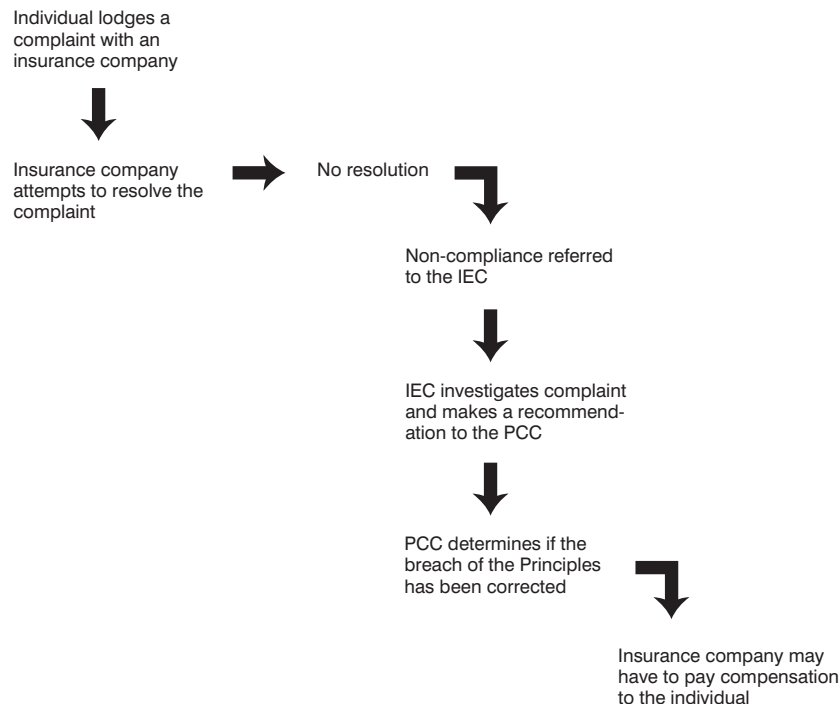 Individual lodges a
complaint with an
insurance company
Insurance company
attempts to resolve the
complaint
No resolution
Non-compliance referred
to the IEC
IEC investigates complaint
and makes a recommend-
ation to the PCC
PCC determines if the
breach of the Principles
has been corrected
Insurance company may
have to pay compensation
to the individual